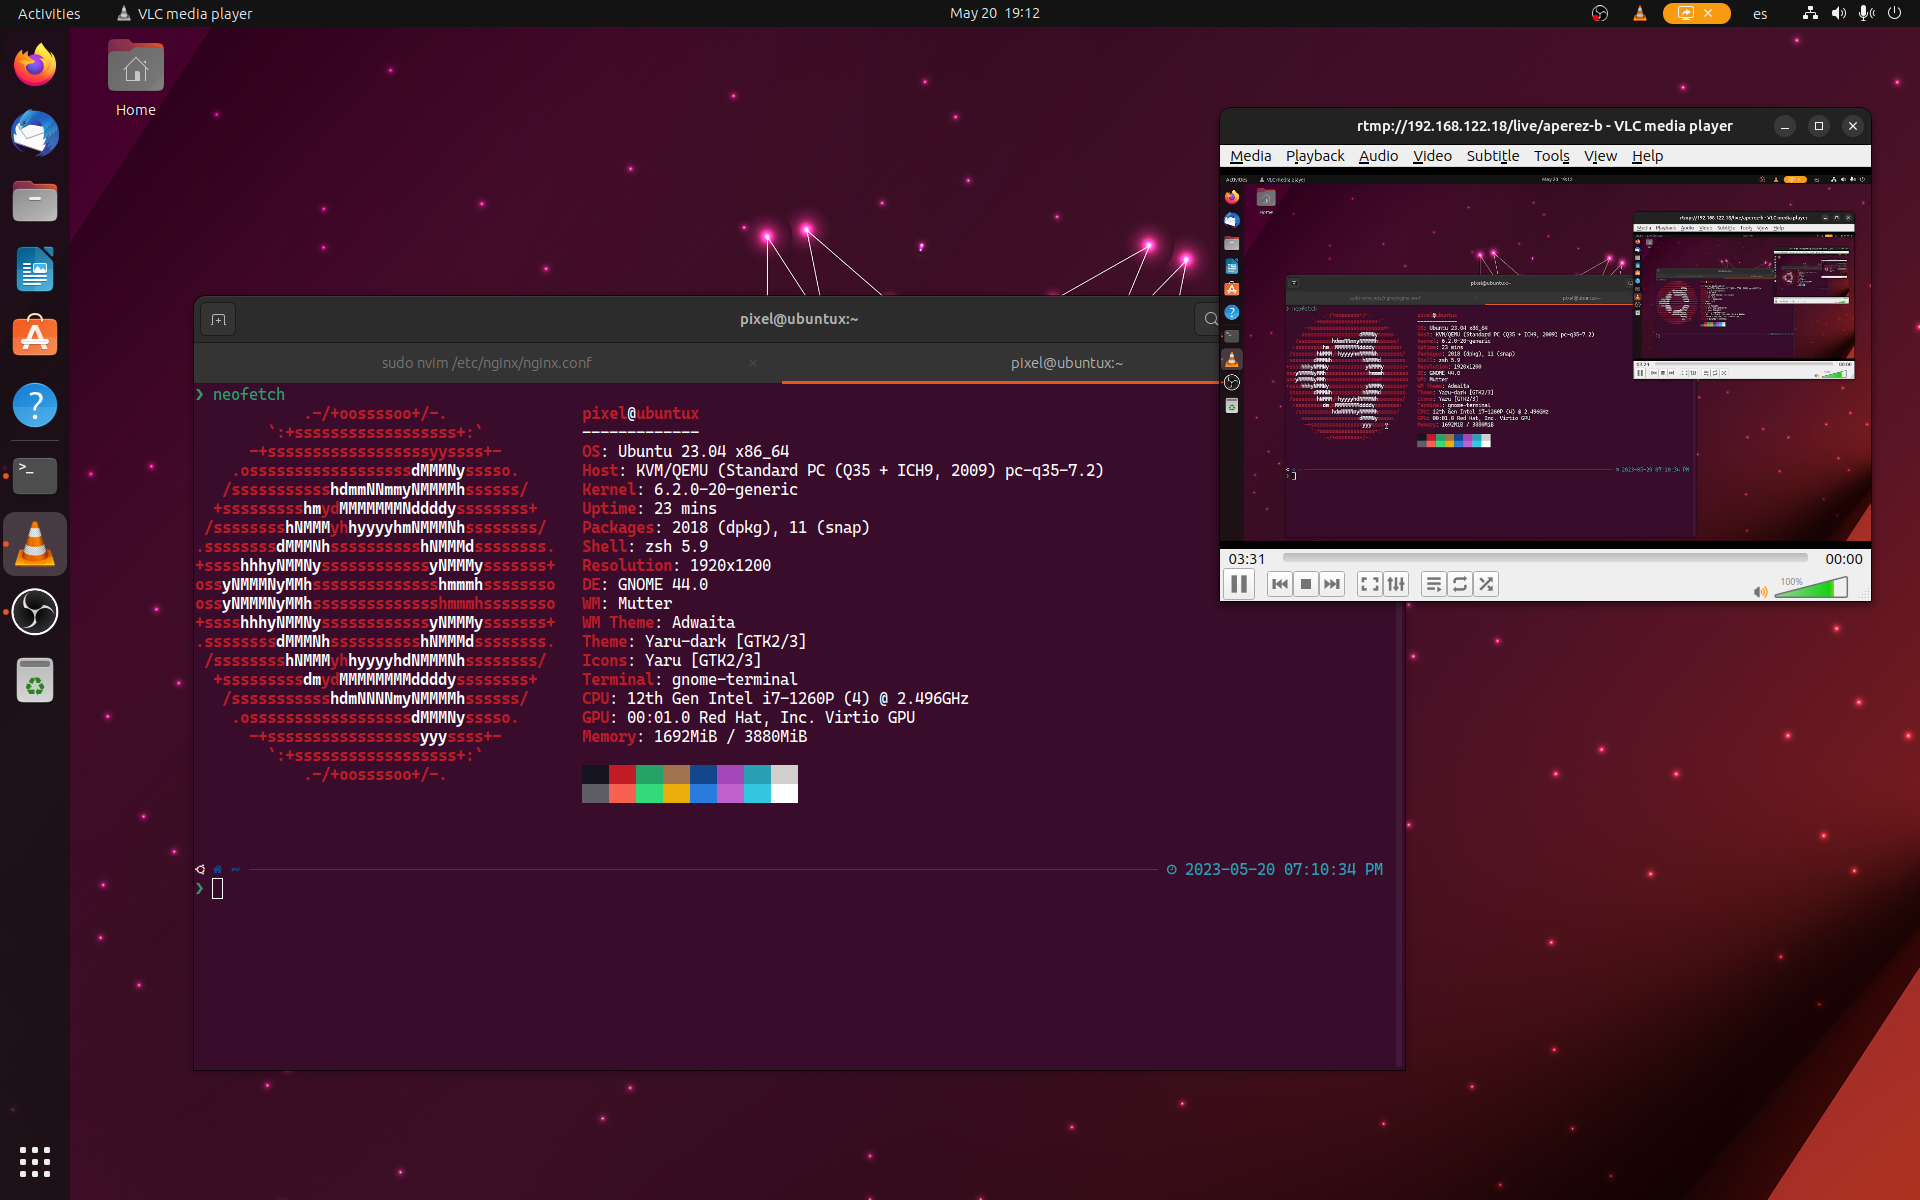 Activities
VLC media player
May 20 19:12
es
Home
rtmp://192.168.122.18/live/aperez-b - VLC media player
Media Playback Audio Video Subtitle Tools View Help
03:31
00:00
100%
pixel@ubuntux:~
sudo nvim /etc/nginx/nginx.conf
pixel@ubuntux:~
❯ neofetch
.-/+oossssoo+/-.
`:+ssssssssssssssssss+:`
-+ssssssssssssssssssyyssss+-
.ossssssssssssssssssdMMMNysssso.
/ssssssssssshdmmNNmmyNMMMMhssssss/
+ssssssssshmydMMMMMMMNddddyssssssss+
/sssssssshNMMMyhhyyyyhmNMMMNhssssssss/
.ssssssssdMMMNhsssssssssshNMMMdssssssss.
+sssshhhyNMMNyssssssssssssyNMMMysssssss+
ossyNMMMNyMMhsssssssssssssshmmmhssssssso
ossyNMMMNyMMhsssssssssssssshmmmhssssssso
+sssshhhyNMMNyssssssssssssyNMMMysssssss+
.ssssssssdMMMNhsssssssssshNMMMdssssssss.
/sssssssshNMMMyhhyyyyhdNMMMNhssssssss/
+sssssssssdmydMMMMMMMMddddyssssssss+
/ssssssssssshdmNNNNmyNMMMMhssssss/
.ossssssssssssssssssdMMMNysssso.
-+sssssssssssssssssyyyssss+-
`:+ssssssssssssssssss+:`
.-/+oossssoo+/-.
pixel@ubuntux
-------------
OS: Ubuntu 23.04 x86_64
Host: KVM/QEMU (Standard PC (Q35 + ICH9, 2009) pc-q35-7.2)
Kernel: 6.2.0-20-generic
Uptime: 23 mins
Packages: 2018 (dpkg), 11 (snap)
Shell: zsh 5.9
Resolution: 1920x1200
DE: GNOME 44.0
WM: Mutter
WM Theme: Adwaita
Theme: Yaru-dark [GTK2/3]
Icons: Yaru [GTK2/3]
Terminal: gnome-terminal
CPU: 12th Gen Intel i7-1260P (4) @ 2.496GHz
GPU: 00:01.0 Red Hat, Inc. Virtio GPU
Memory: 1692MiB / 3880MiB
~
2023-05-20 07:10:34 PM
❯